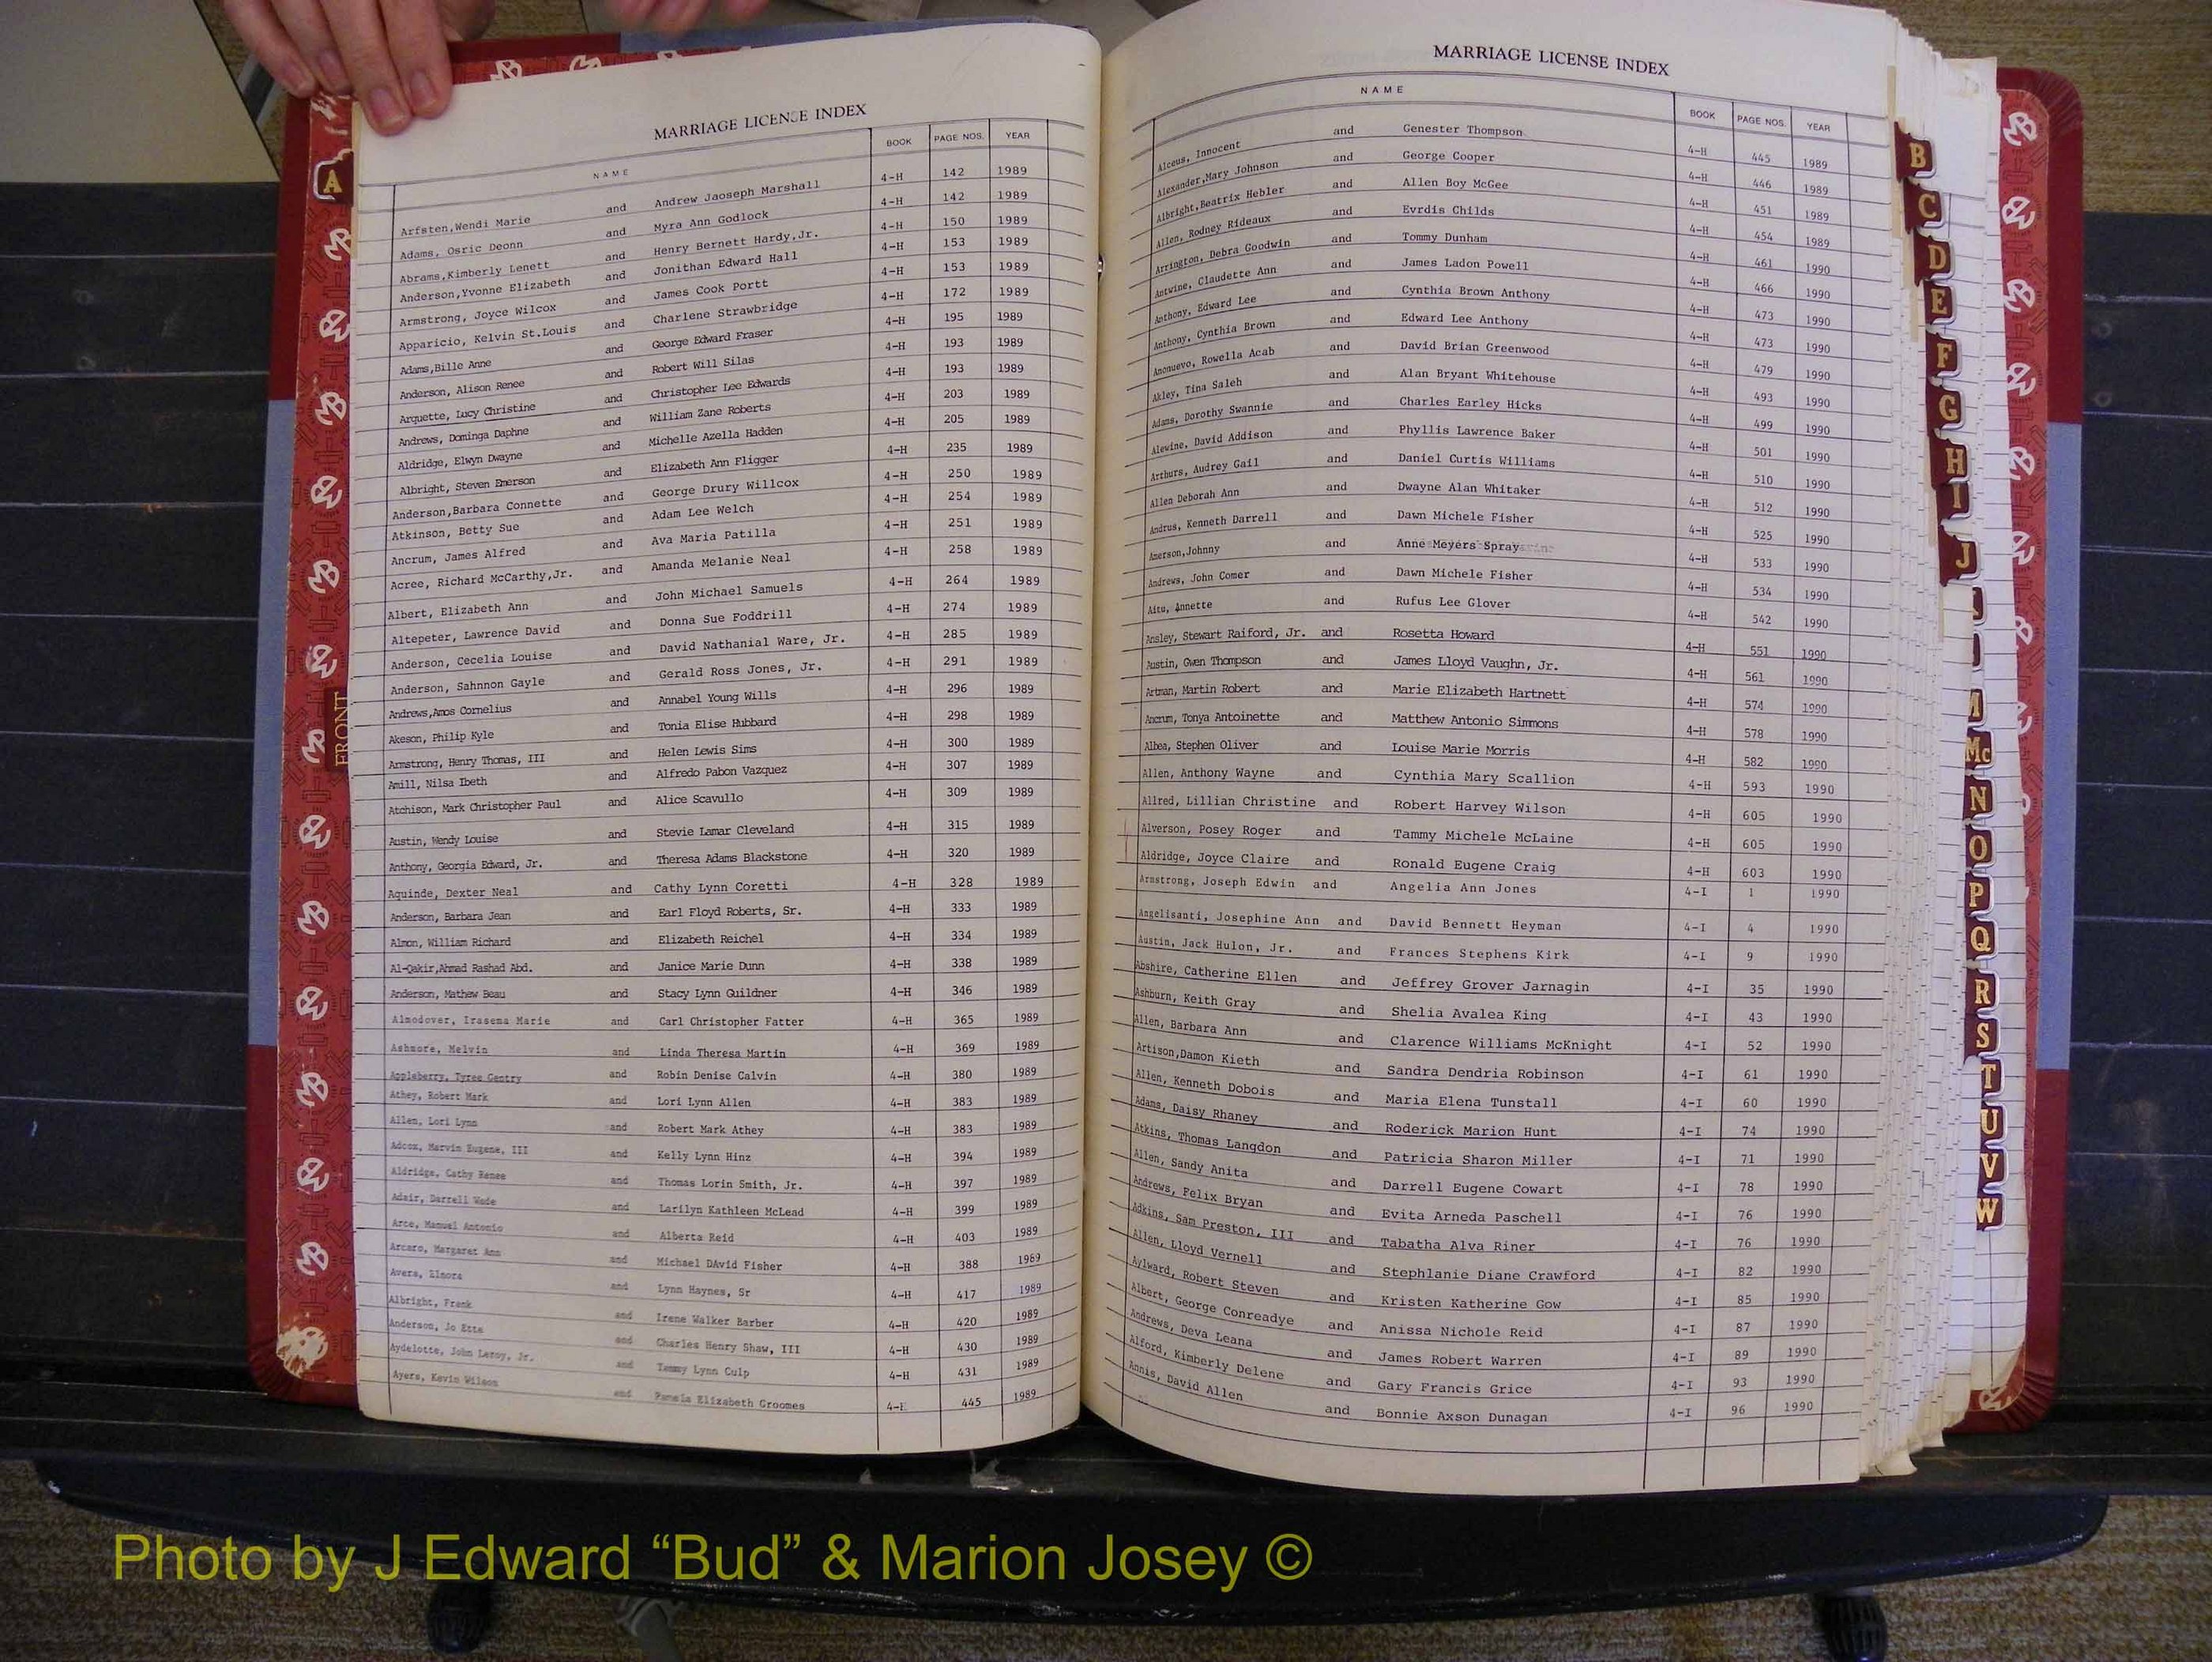 MARRIAGE LICENSE INDEX
NAME BOOK PAGE NOS. YEAR
Arfsten,Wendi Marie and Andrew Jaoseph Marshall 4-H 142 1989
Adams, Osric Deonn and Myra Ann Godlock 4-H 142 1989
Abrams,Kimberly Lenett and Henry Bernett Hardy,Jr. 4-H 150 1989
Anderson,Yvonne Elizabeth and Jonithan Edward Hall 4-H 153 1989
Armstrong, Joyce Wilcox and James Cook Portt 4-H 153 1989
Apparicio, Kelvin St.Louis and Charlene Strawbridge 4-H 172 1989
Adams,Bille Anne and George Edward Fraser 4-H 195 1989
Anderson, Alison Renee and Robert Will Silas 4-H 193 1989
Arquette, Lucy Christine and Christopher Lee Edwards 4-H 193 1989
Andrews, Dominga Daphne and William Zane Roberts 4-H 203 1989
Aldridge, Elwyn Dwayne and Michelle Azella Hadden 4-H 205 1989
Albright, Steven Emerson and Elizabeth Ann Fligger 4-H 235 1989
Anderson,Barbara Connette and George Drury Willcox 4-H 250 1989
Atkinson, Betty Sue and Adam Lee Welch 4-H 254 1989
Ancrum, James Alfred and Ava Maria Patilla 4-H 251 1989
Acree, Richard McCarthy,Jr. and Amanda Melanie Neal 4-H 258 1989
Albert, Elizabeth Ann and John Michael Samuels 4-H 264 1989
Altepeter, Lawrence David and Donna Sue Foddrill 4-H 274 1989
Anderson, Cecelia Louise and David Nathanial Ware, Jr. 4-H 285 1989
Anderson, Sahnnon Gayle and Gerald Ross Jones, Jr. 4-H 291 1989
Andrews,Amos Cornelius and Annabel Young Wills 4-H 296 1989
Akeson, Philip Kyle and Tonia Elise Hubbard 4-H 298 1989
Armstrong, Henry Thomas, III and Helen Lewis Sims 4-H 300 1989
Amill, Nilsa Ibeth and Alfredo Pabon Vazquez 4-H 307 1989
Atchison, Mark Christopher Paul and Alice Scavullo 4-H 309 1989
Austin, Wendy Louise and Stevie Lamar Cleveland 4-H 315 1989
Anthony, Georgia Edward, Jr. and Theresa Adams Blackstone 4-H 320 1989
Aquinde, Dexter Neal and Cathy Lynn Coretti 4-H 328 1989
Anderson, Barbara Jean and Earl Floyd Roberts, Sr. 4-H 333 1989
Almon, William Richard and Elizabeth Reichel 4-H 334 1989
Al-Qakir,Ahmad Rashad Abd. and Janice Marie Dunn 4-H 338 1989
Anderson, Mathew Beau and Stacy Lynn Quildner 4-H 346 1989
Almodover, Irasema Marie and Carl Christopher Fatter 4-H 365 1989
Ashmore, Melvin and Linda Theresa Martin 4-H 369 1989
Appleberry, Tyree Gentry and Robin Denise Calvin 4-H 380 1989
Athey, Robert Mark and Lori Lynn Allen 4-H 383 1989
Allen, Lori Lynn and Robert Mark Athey 4-H 383 1989
Adcox, Marvin Eugene, III and Kelly Lynn Hinz 4-H 394 1989
Aldridge, Cathy Renee and Thomas Lorin Smith, Jr. 4-H 397 1989
Adair, Darrell Wade and Larilyn Kathleen McLead 4-H 399 1989
Arce, Manuel Antonio and Alberta Reid 4-H 403 1989
Arcaro, Margaret Ann and Michael DAvid Fisher 4-H 388 1989
Avera, Elnora and Lynn Haynes, Sr 4-H 417 1989
Albright, Frank and Irene Walker Barber 4-H 420 1989
Anderson, Jo Etta and Charles Henry Shaw, III 4-H 430 1989
Aydelotte, John Leroy, Jr. and Tammy Lynn Culp 4-H 431 1989
Ayers, Kevin Wilson and Pamela Elizabeth Groomes 4-H 445 1989
MARRIAGE LICENSE INDEX
NAME BOOK PAGE NOS. YEAR
Alceus, Innocent and Genester Thompson 4-H 445 1989
Alexander,Mary Johnson and George Cooper 4-H 446 1989
Albright,Beatrix Hebler and Allen Boy McGee 4-H 451 1989
Allen, Rodney Rideaux and Evrdis Childs 4-H 454 1989
Arrington, Debra Goodwin and Tommy Dunham 4-H 461 1990
Antwine, Claudette Ann and James Ladon Powell 4-H 466 1990
Anthony, Edward Lee and Cynthia Brown Anthony 4-H 473 1990
Anthony, Cynthia Brown and Edward Lee Anthony 4-H 473 1990
Anonuevo, Rowella Acab and David Brian Greenwood 4-H 479 1990
Akley, Tina Saleh and Alan Bryant Whitehouse 4-H 493 1990
Adams, Dorothy Swannie and Charles Earley Hicks 4-H 499 1990
Alewine, David Addison and Phyllis Lawrence Baker 4-H 501 1990
Arthurs, Audrey Gail and Daniel Curtis Williams 4-H 510 1990
Allen Deborah Ann and Dwayne Alan Whitaker 4-H 512 1990
Andrus, Kenneth Darrell and Dawn Michele Fisher 4-H 525 1990
Amerson,Johnny and Anne Meyers Spray 4-H 533 1990
Andrews, John Comer and Dawn Michele Fisher 4-H 534 1990
Aitu, Annette and Rufus Lee Glover 4-H 542 1990
Ansley, Stewart Raiford, Jr. and Rosetta Howard 4-H 551 1990
Austin, Gwen Thompson and James Lloyd Vaughn, Jr. 4-H 561 1990
Artman, Martin Robert and Marie Elizabeth Hartnett 4-H 574 1990
Ancrum, Tonya Antoinette and Matthew Antonio Simmons 4-H 578 1990
Albea, Stephen Oliver and Louise Marie Morris 4-H 582 1990
Allen, Anthony Wayne and Cynthia Mary Scallion 4-H 593 1990
Allred, Lillian Christine and Robert Harvey Wilson 4-H 605 1990
Alverson, Posey Roger and Tammy Michele McLaine 4-H 605 1990
Aldridge, Joyce Claire and Ronald Eugene Craig 4-H 603 1990
Armstrong, Joseph Edwin and Angelia Ann Jones 4-I 1 1990
Angelisanti, Josephine Ann and David Bennett Heyman 4-I 4 1990
Austin, Jack Hulon, Jr. and Frances Stephens Kirk 4-I 9 1990
Abshire, Catherine Ellen and Jeffrey Grover Jarnagin 4-I 35 1990
Ashburn, Keith Gray and Shelia Avalea King 4-I 43 1990
Allen, Barbara Ann and Clarence Williams McKnight 4-I 52 1990
Artison,Damon Kieth and Sandra Dendria Robinson 4-I 61 1990
Allen, Kenneth Dobois and Maria Elena Tunstall 4-I 60 1990
Adams, Daisy Rhaney and Roderick Marion Hunt 4-I 74 1990
Atkins, Thomas Langdon and Patricia Sharon Miller 4-I 71 1990
Allen, Sandy Anita and Darrell Eugene Cowart 4-I 78 1990
Andrews, Felix Bryan and Evita Arneda Paschell 4-I 76 1990
Adkins, Sam Preston, III and Tabatha Alva Riner 4-I 76 1990
Allen, Lloyd Vernell and Stephlanie Diane Crawford 4-I 82 1990
Aylward, Robert Steven and Kristen Katherine Gow 4-I 85 1990
Albert, George Conreadye and Anissa Nichole Reid 4-I 87 1990
Andrews, Deva Leana and James Robert Warren 4-I 89 1990
Alford, Kimberly Delene and Gary Francis Grice 4-I 93 1990
Annis, David Allen and Bonnie Axson Dunagan 4-I 96 1990
A
FRONT
B
C
D
E
F
G
H
I
J
M
Mc
N
O
P
Q
R
S
T
U
V
W
Photo by J Edward “Bud” & Marion Josey ©